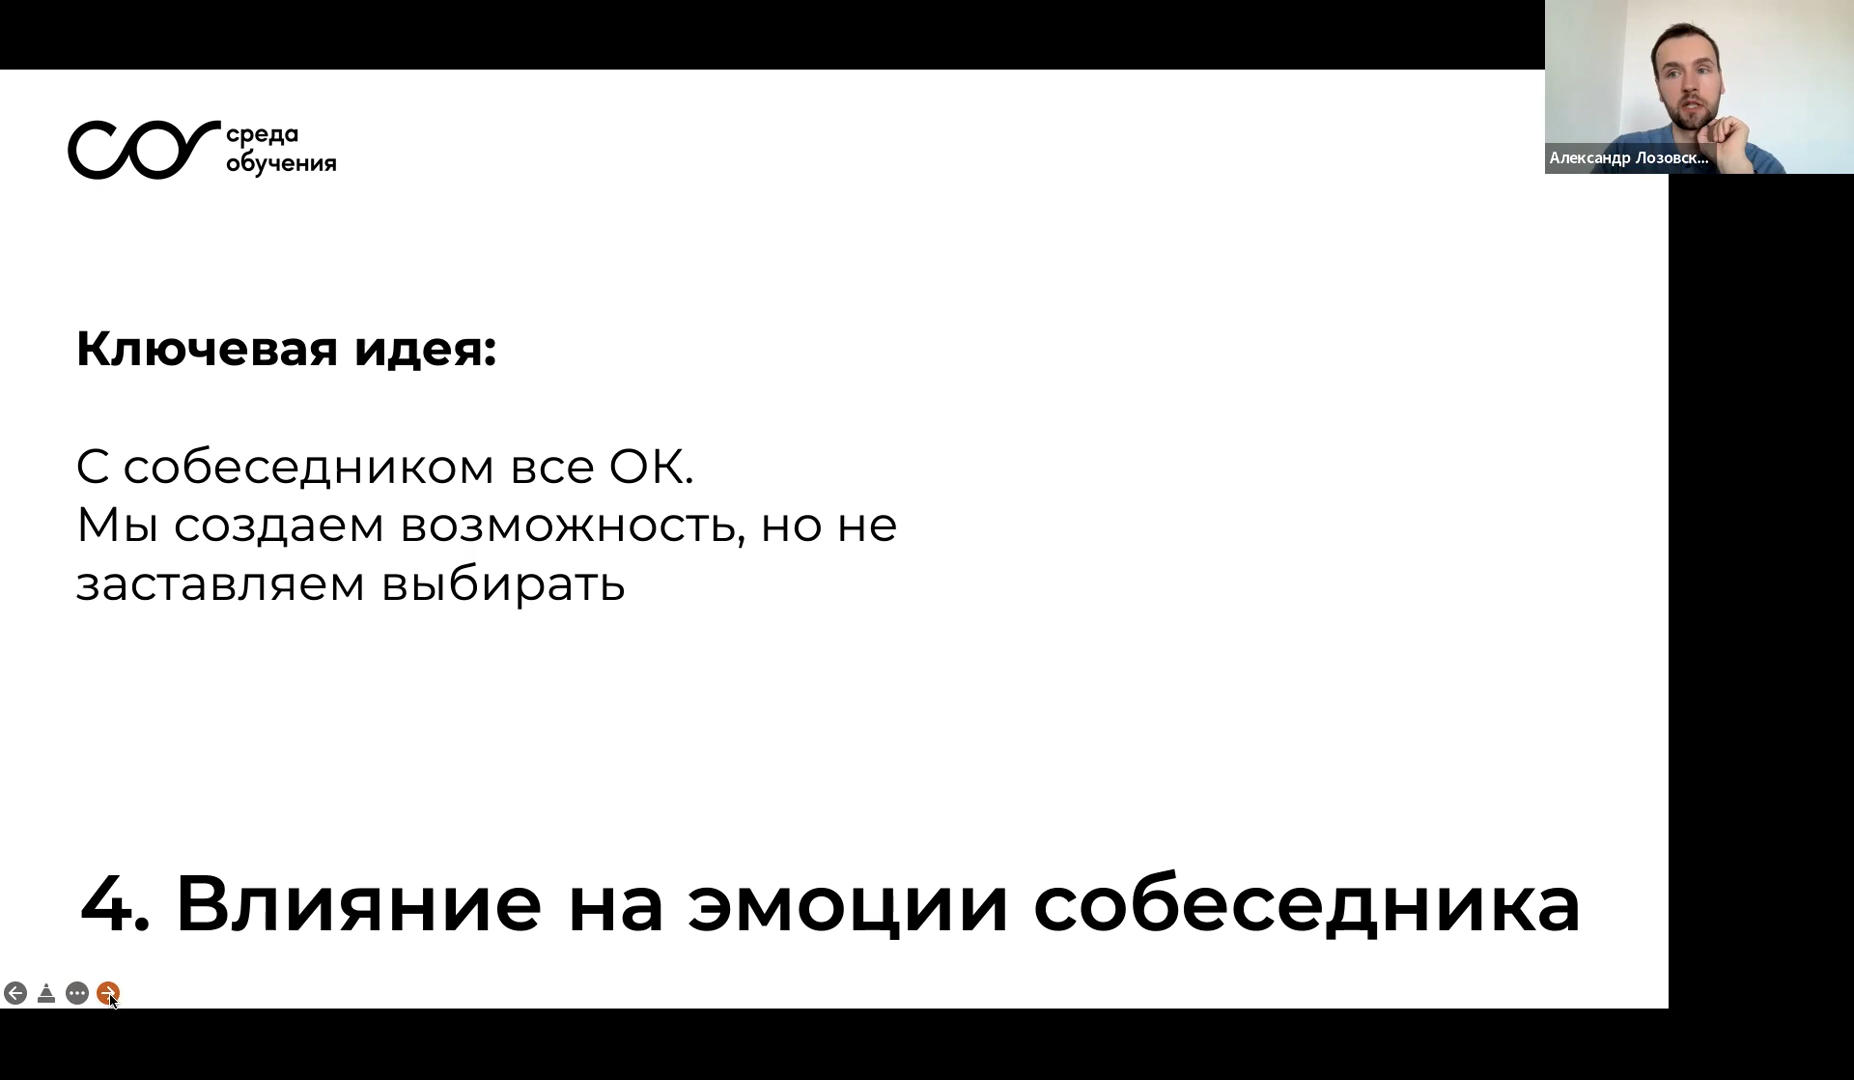 среда
обучения
Александр Лозовск...
Ключевая идея:
С собеседником все ОК.
Мы создаем возможность, но не
заставляем выбирать
4. Влияние на эмоции собеседника